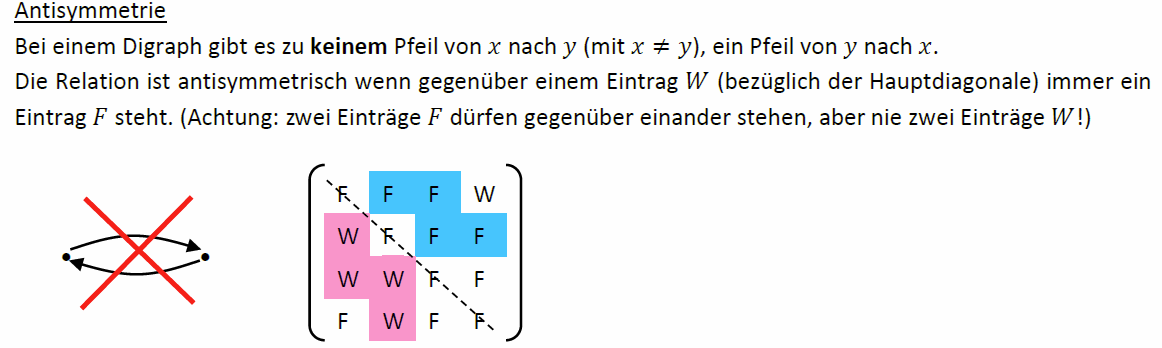 Antisymmetrie
Bei einem Digraph gibt es zu keinem Pfeil von x nach y (mit x ≠ y), ein Pfeil von y nach x.
Die Relation ist antisymmetrisch wenn gegenüber einem Eintrag W (bezüglich der Hauptdiagonale) immer ein
Eintrag F steht. (Achtung: zwei Einträge F dürfen gegenüber einander stehen, aber nie zwei Einträge W!)
F F F W
W F F F
W W F F
F W F F